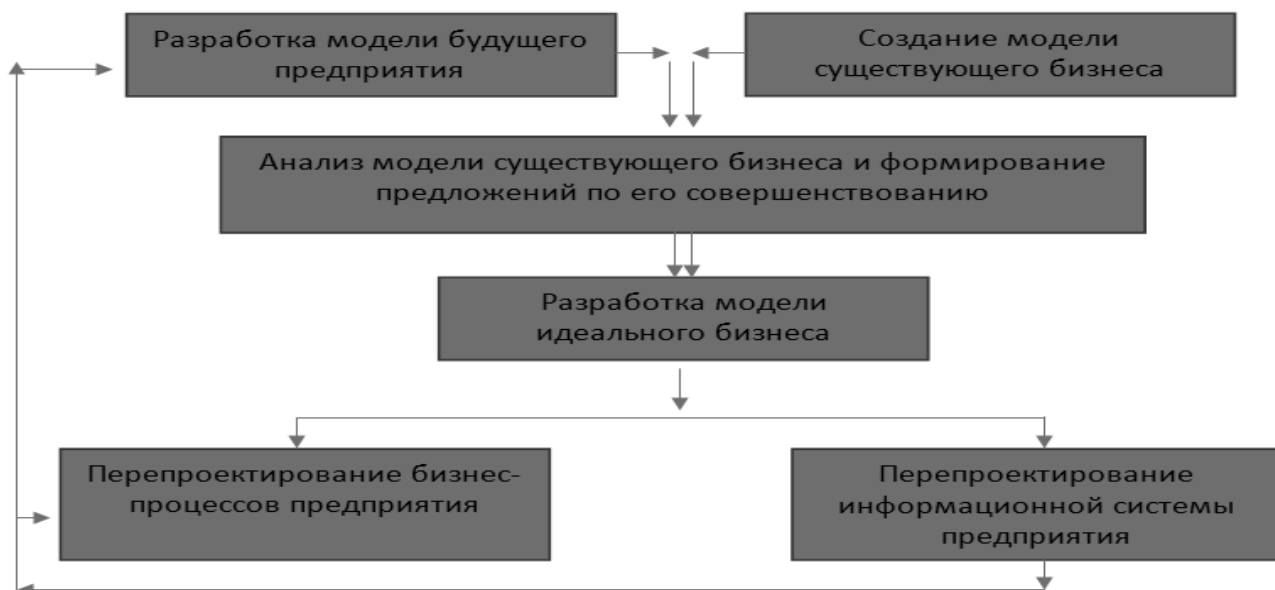 Разработка модели будущего
предприятия
Создание модели
существующего бизнеса
Анализ модели существующего бизнеса и формирование
предложений по его совершенствованию
Разработка модели
идеального бизнеса
Перепроектирование бизнес-
процессов предприятия
Перепроектирование
информационной системы
предприятия